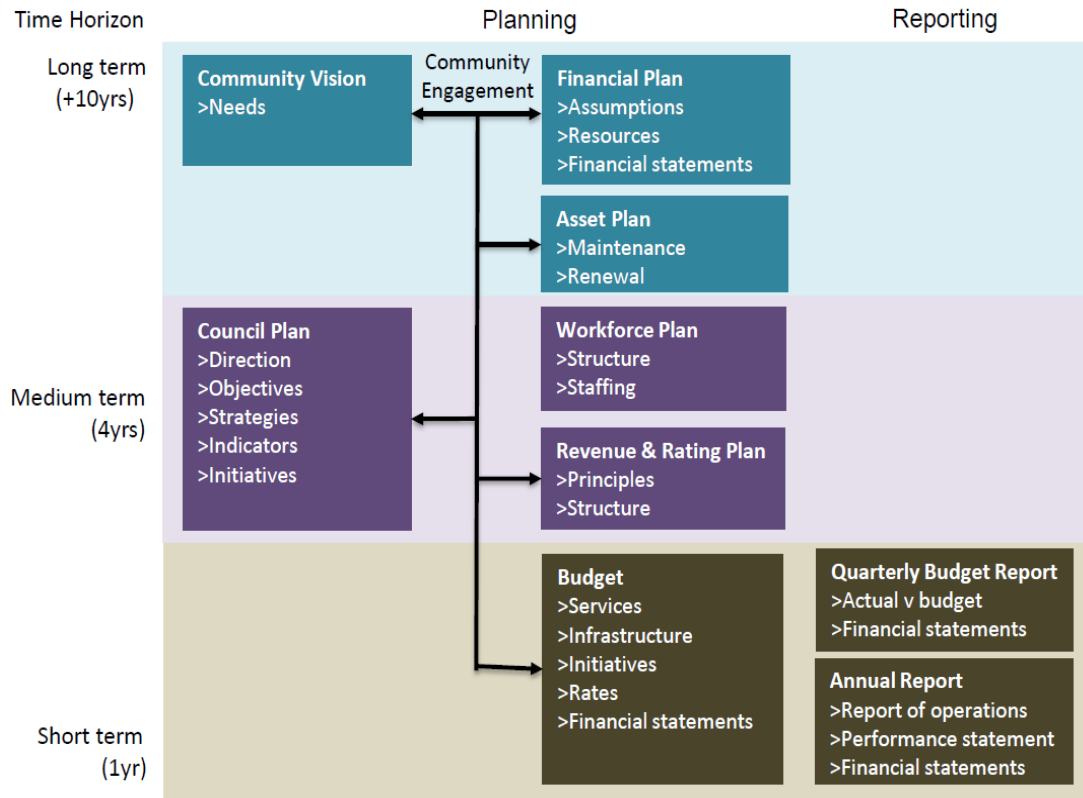 Time Horizon
Planning
Reporting
Long term
(+10yrs)
Community Vision
>Needs
Community
Engagement
Financial Plan
>Assumptions
>Resources
>Financial statements
Asset Plan
>Maintenance
>Renewal
Medium term
(4yrs)
Council Plan
>Direction
>Objectives
>Strategies
>Indicators
>Initiatives
Workforce Plan
>Structure
>Staffing
Revenue & Rating Plan
>Principles
>Structure
Short term
(1yr)
Budget
>Services
>Infrastructure
>Initiatives
>Rates
>Financial statements
Quarterly Budget Report
>Actual v budget
>Financial statements
Annual Report
>Report of operations
>Performance statement
>Financial statements